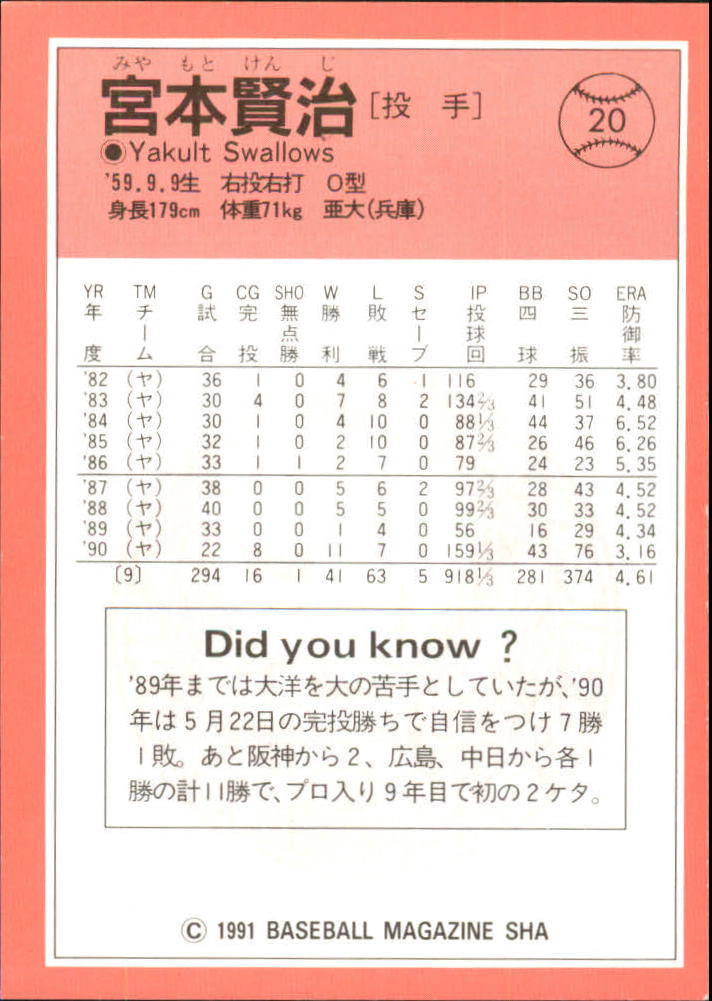 みや もと けん じ
宮本賢治[投 手]
20
●Yakult Swallows
'59.9.9生 右投右打 O型
身長179cm 体重71kg 亜大(兵庫)
YR TM G CG SHO W L S IP BB SO ERA
年度 チーム 試合 完投 無点勝 勝利 敗戦 セーブ 投球回 四球 三振 防御率
'82 (ヤ) 36 1 0 4 6 1 116 29 36 3.80
'83 (ヤ) 30 4 0 7 8 2 134⅔ 41 51 4.48
'84 (ヤ) 30 1 0 4 10 0 88⅓ 44 37 6.52
'85 (ヤ) 32 1 0 2 10 0 87⅔ 26 46 6.26
'86 (ヤ) 33 1 1 2 7 0 79 24 23 5.35
'87 (ヤ) 38 0 0 5 6 2 97⅔ 28 43 4.52
'88 (ヤ) 40 0 0 5 5 0 99⅔ 30 33 4.52
'89 (ヤ) 33 0 0 1 4 0 56 16 29 4.34
'90 (ヤ) 22 8 0 11 7 0 159⅓ 43 76 3.16
[9] 294 16 1 41 63 5 918⅓ 281 374 4.61
Did you know ?
'89年までは大洋を大の苦手としていたが、'90
年は5月22日の完投勝ちで自信をつけ7勝
1敗。あと阪神から2、広島、中日から各1
勝の計11勝で、プロ入り9年目で初の2ケタ。
© 1991 BASEBALL MAGAZINE SHA